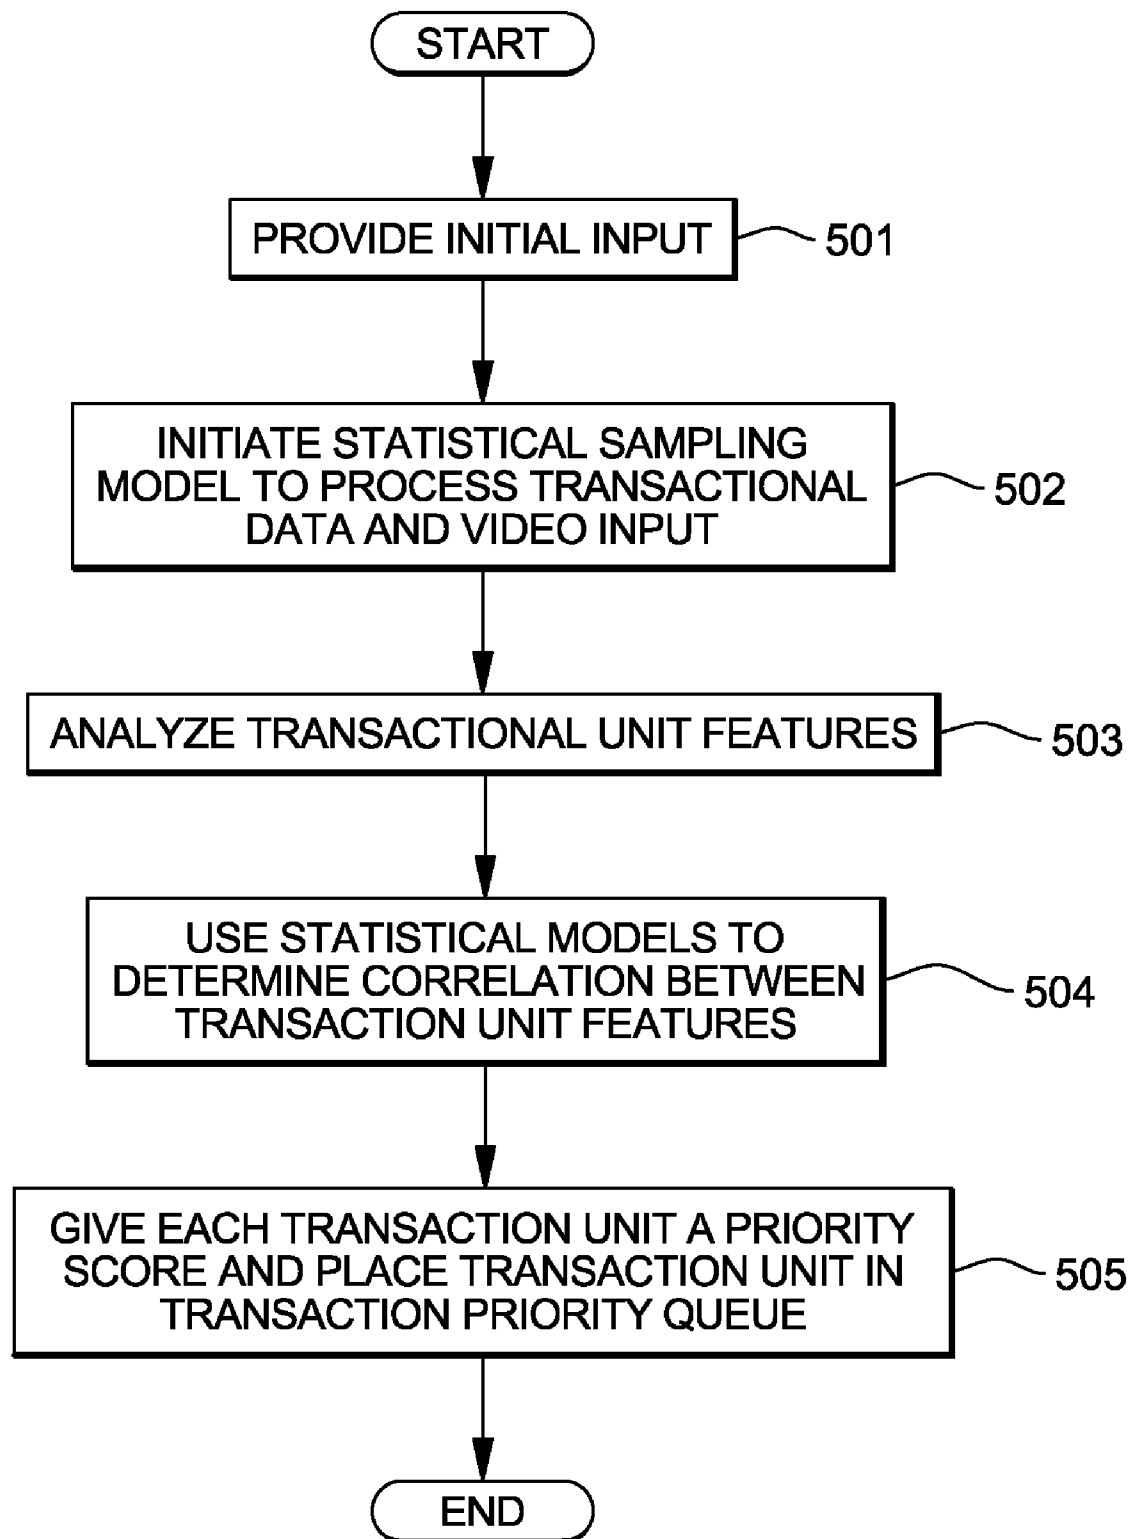 START
PROVIDE INITIAL INPUT
501
INITIATE STATISTICAL SAMPLING
MODEL TO PROCESS TRANSACTIONAL
DATA AND VIDEO INPUT
502
ANALYZE TRANSACTIONAL UNIT FEATURES
503
USE STATISTICAL MODELS TO
DETERMINE CORRELATION BETWEEN
TRANSACTION UNIT FEATURES
504
GIVE EACH TRANSACTION UNIT A PRIORITY
SCORE AND PLACE TRANSACTION UNIT IN
TRANSACTION PRIORITY QUEUE
505
END